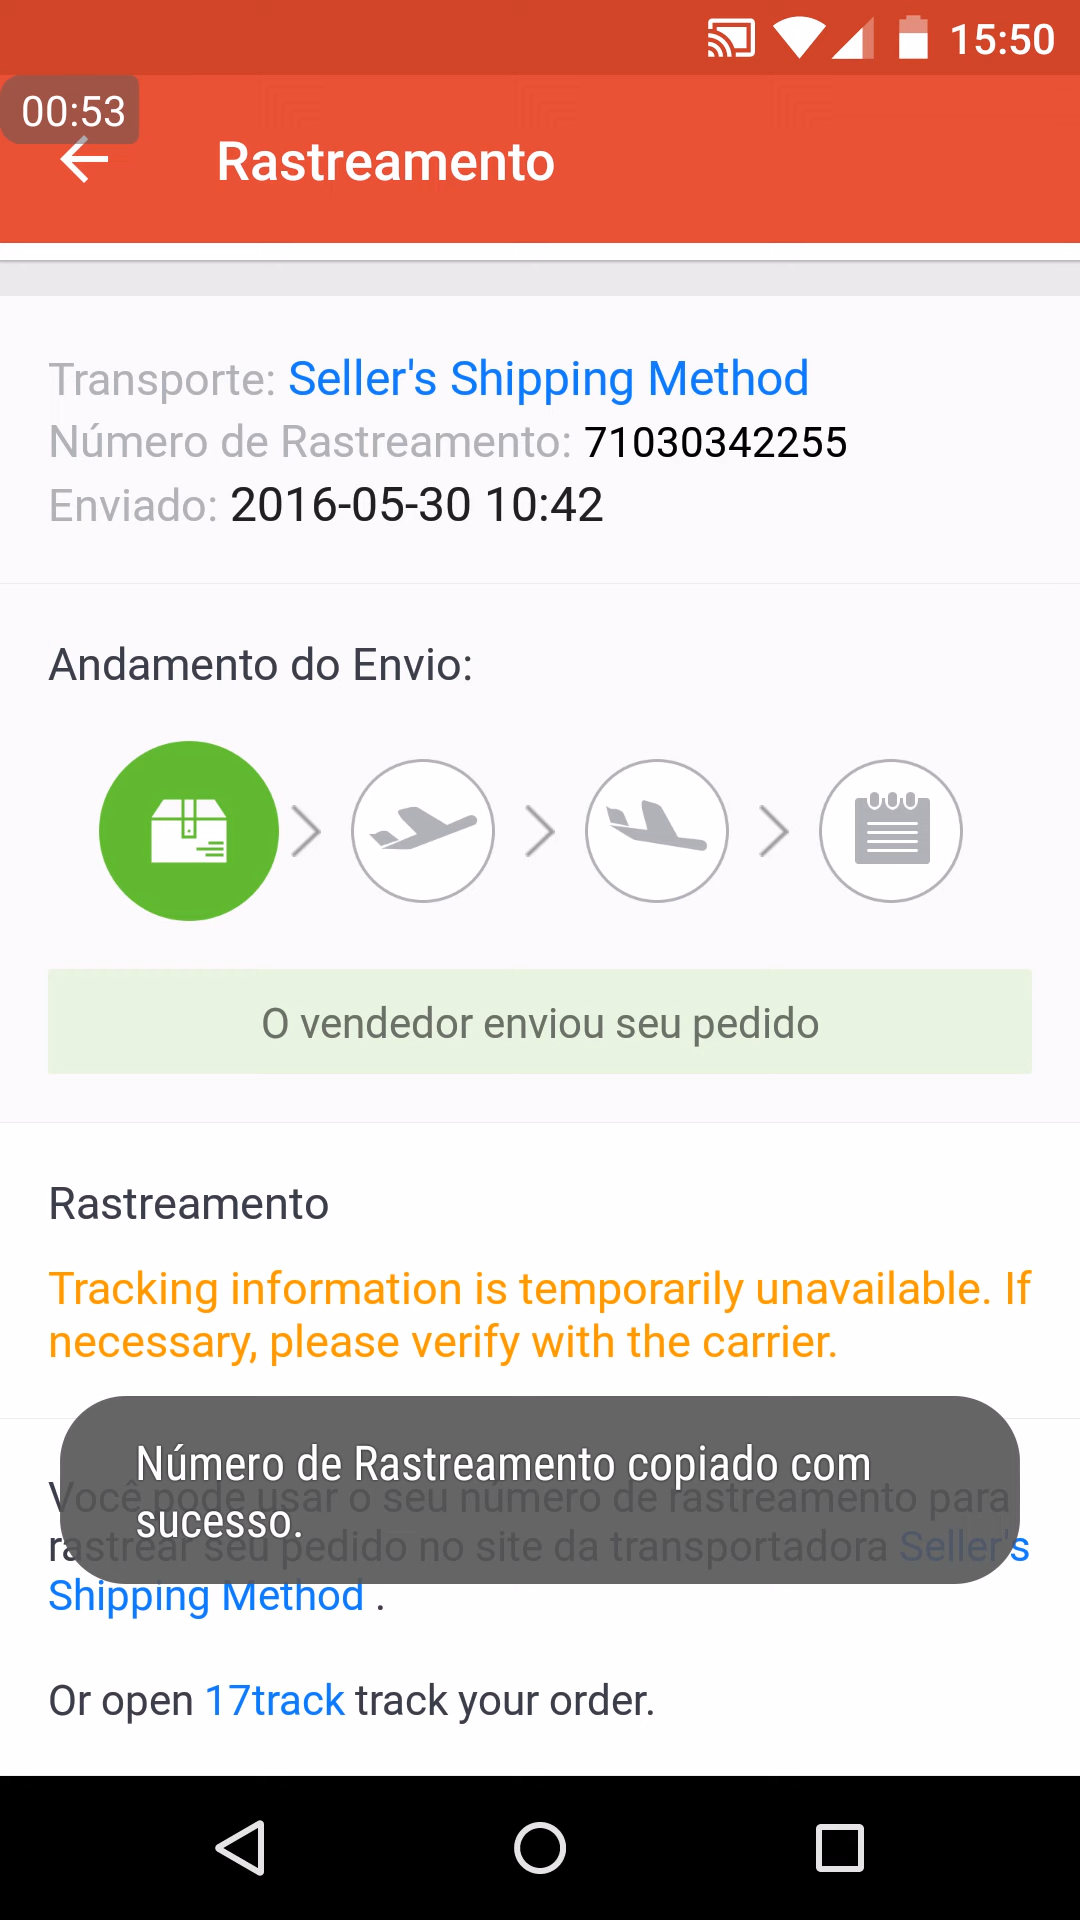 15:50
00:53
Rastreamento
Transporte: Seller's Shipping Method
Número de Rastreamento: 71030342255
Enviado: 2016-05-30 10:42
Andamento do Envio:
O vendedor enviou seu pedido
Rastreamento
Tracking information is temporarily unavailable. If
necessary, please verify with the carrier.
Número de Rastreamento copiado com
sucesso.
Você pode usar o seu número de rastreamento para
rastrear seu pedido no site da transportadora Seller's
Shipping Method .
Or open 17track track your order.